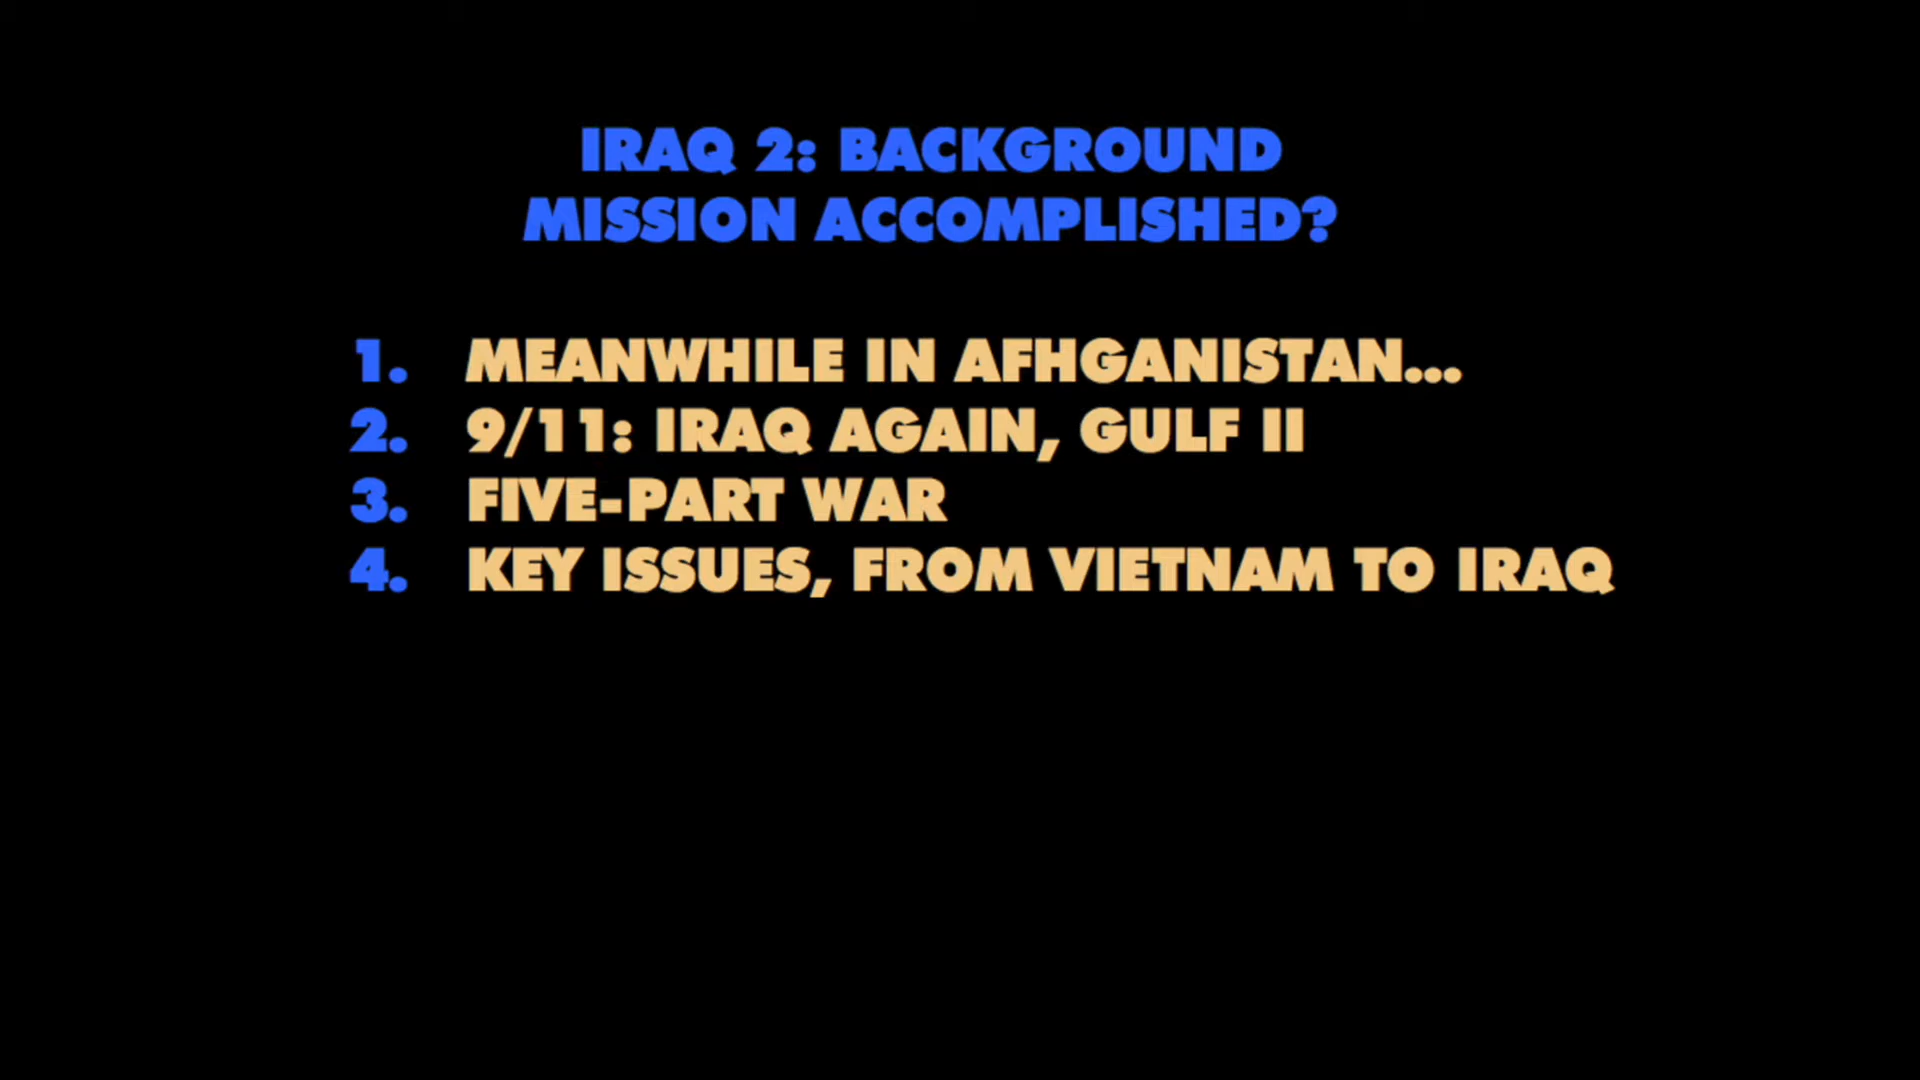 IRAQ 2: BACKGROUND
MISSION ACCOMPLISHED?
1. MEANWHILE IN AFHGANISTAN...
2. 9/11: IRAQ AGAIN, GULF II
3. FIVE-PART WAR
4. KEY ISSUES, FROM VIETNAM TO IRAQ